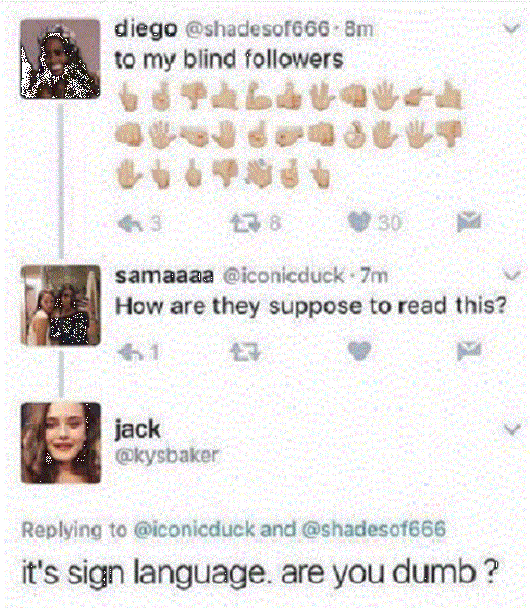 diego @shadesof666 · 8m
to my blind followers
3 8 30
samaaaa @iconicduck · 7m
How are they suppose to read this?
1
jack
@kysbaker
Replying to @iconicduck and @shadesof666
it's sign language. are you dumb ?